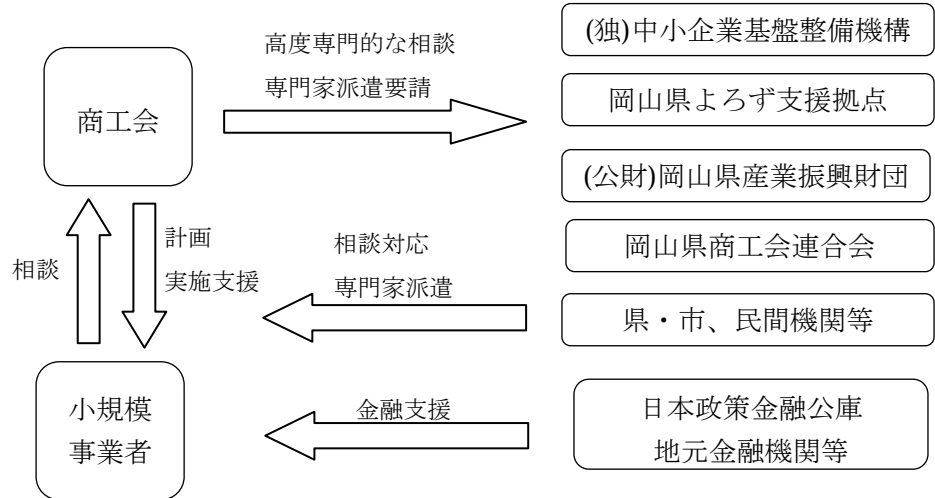 高度専門的な相談
専門家派遣要請
商工会
(独)中小企業基盤整備機構
岡山県よろず支援拠点
(公財)岡山県産業振興財団
岡山県商工会連合会
県・市、民間機関等
相談
計画
実施支援
相談対応
専門家派遣
小規模
事業者
金融支援
日本政策金融公庫
地元金融機関等